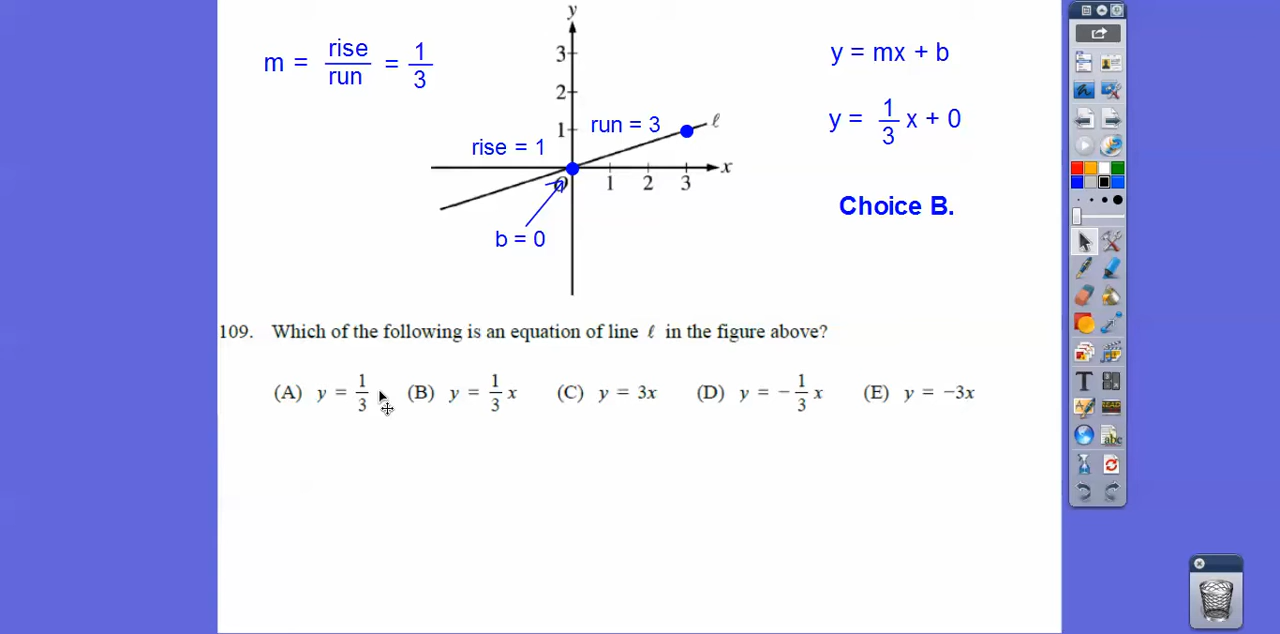 y
m = rise/run = 1/3
y = mx + b
3
2
1
run = 3
ℓ
y = 1/3 x + 0
rise = 1
x
O
1 2 3
b = 0
Choice B.
109. Which of the following is an equation of line ℓ in the figure above?
(A) y = 1/3 (B) y = 1/3 x (C) y = 3x (D) y = -1/3 x (E) y = -3x
T
abc